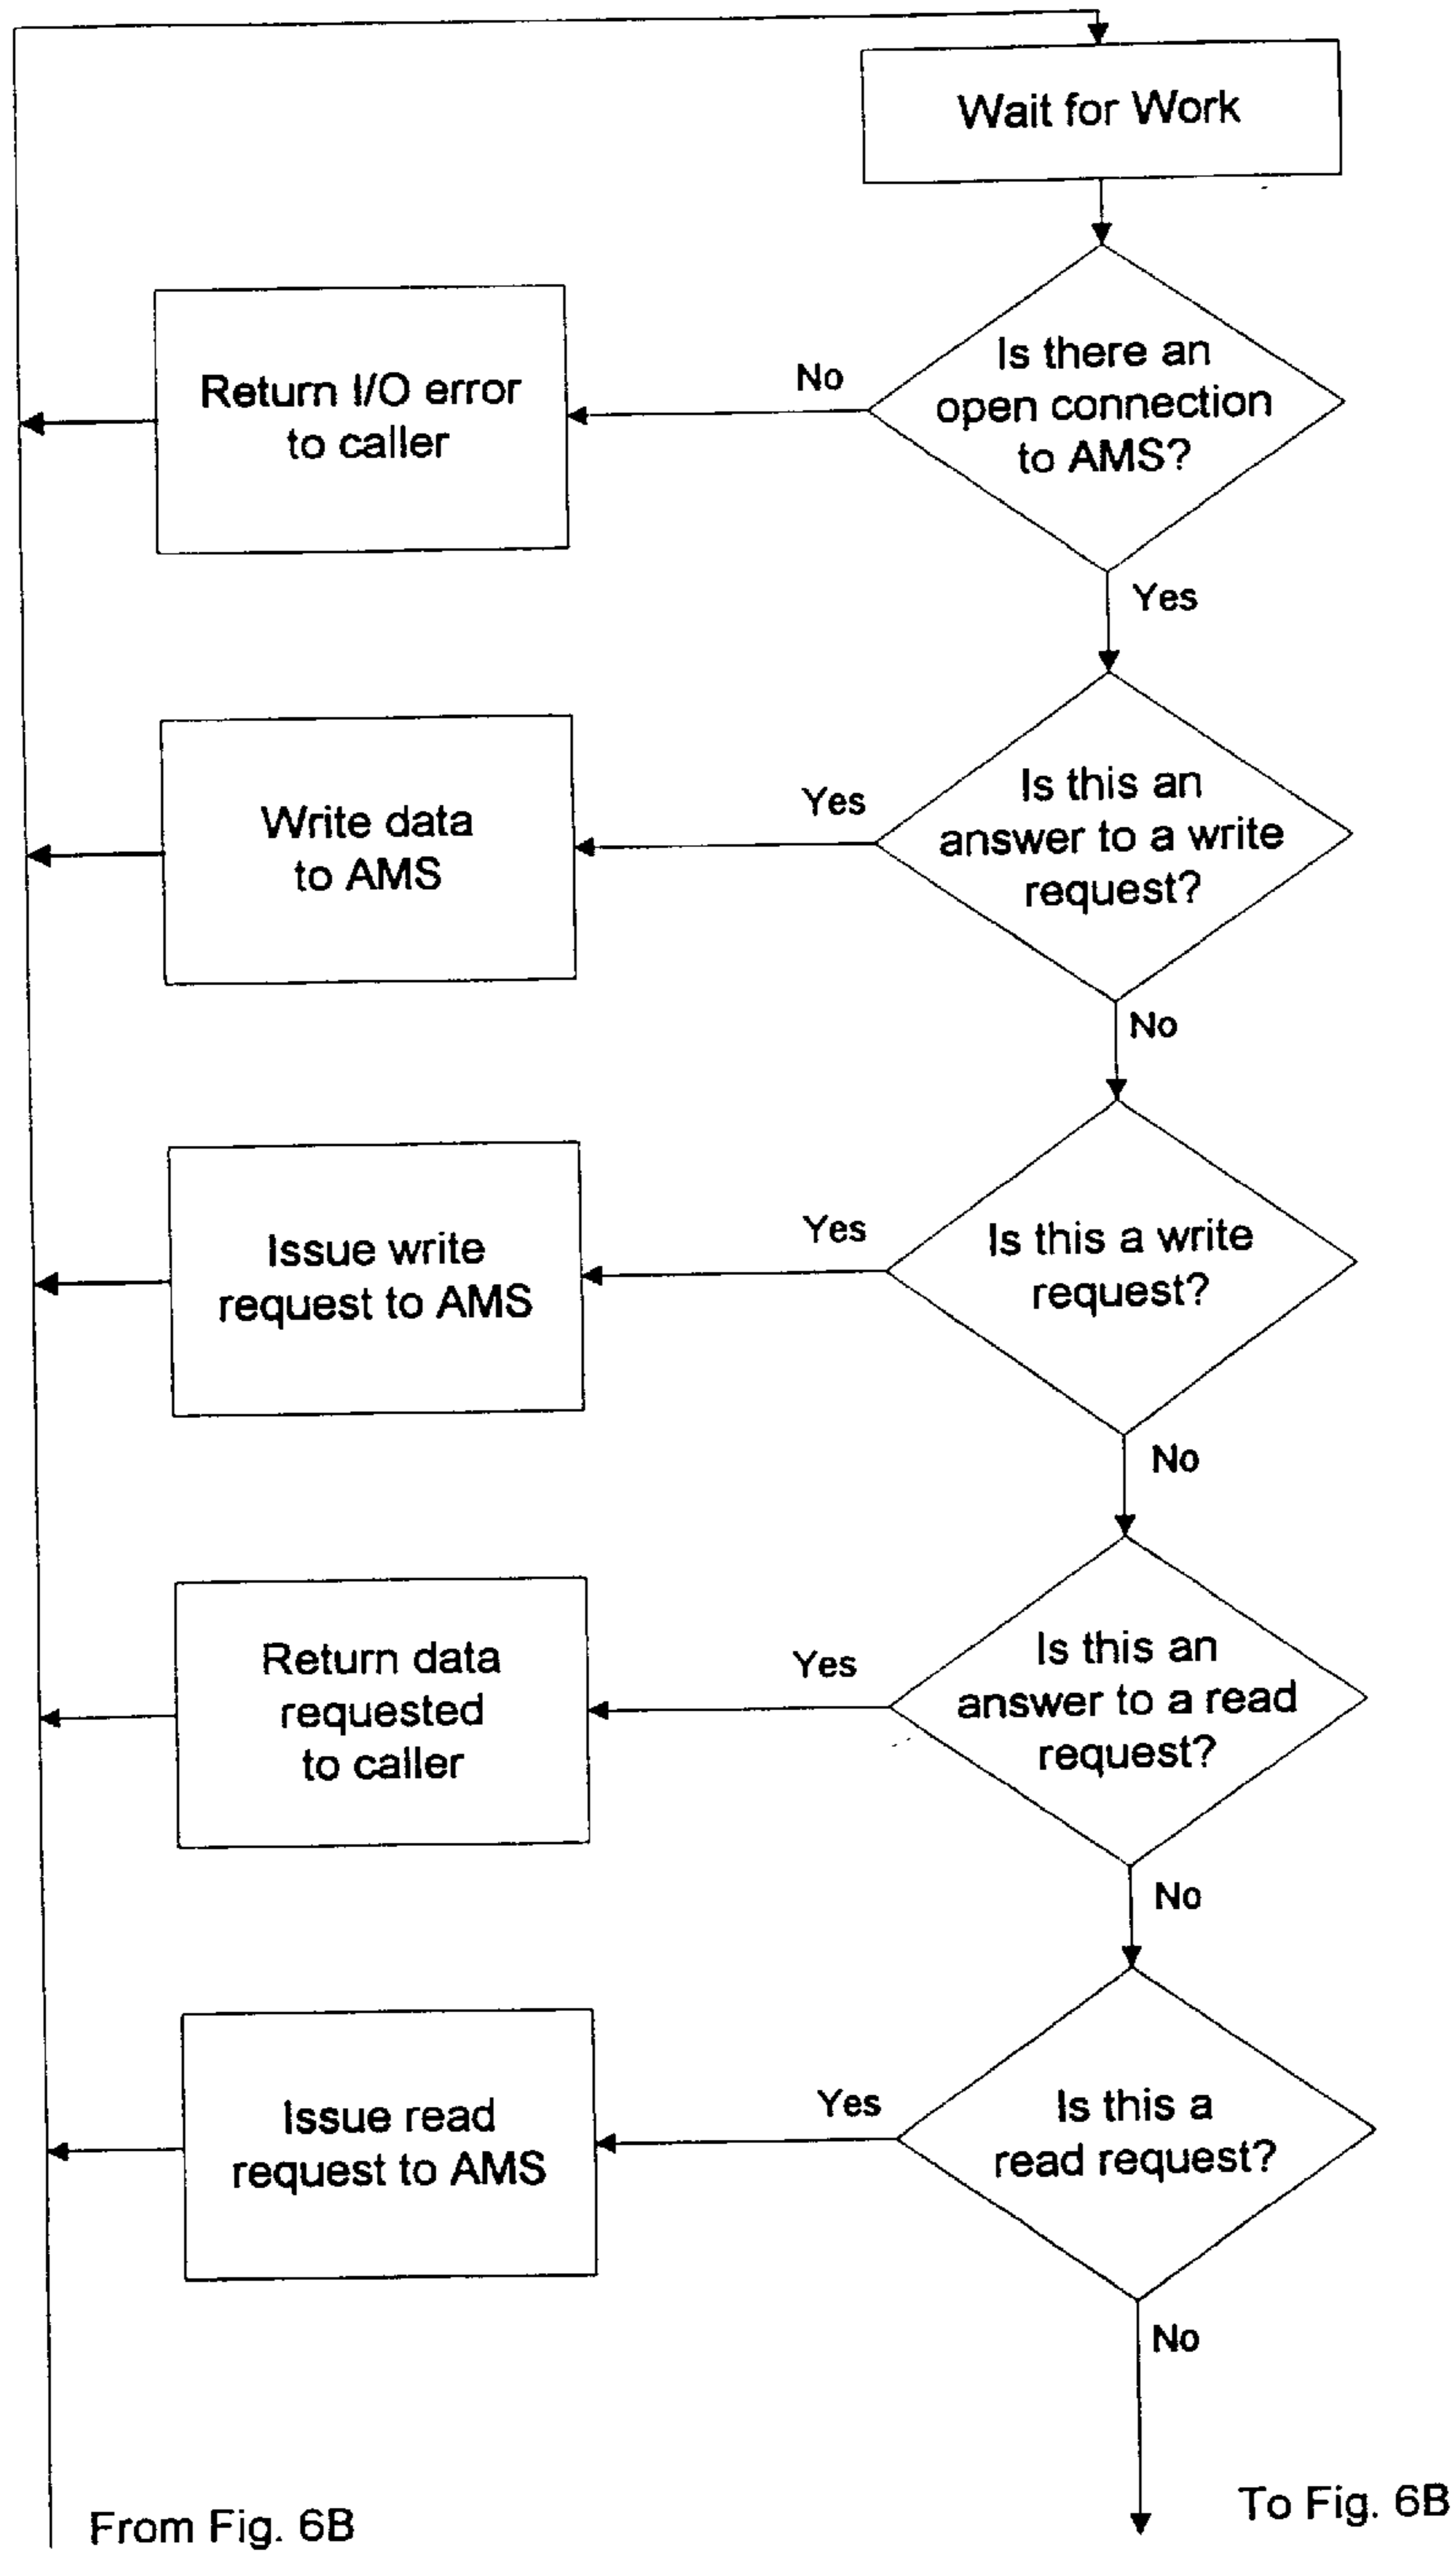 Wait for Work
Is there an
open connection
to AMS?
No
Return I/O error
to caller
Yes
Is this an
answer to a write
request?
Yes
Write data
to AMS
No
Is this a write
request?
Yes
Issue write
request to AMS
No
Is this an
answer to a read
request?
Yes
Return data
requested
to caller
No
Is this a
read request?
Yes
Issue read
request to AMS
No
From Fig. 6B
To Fig. 6B